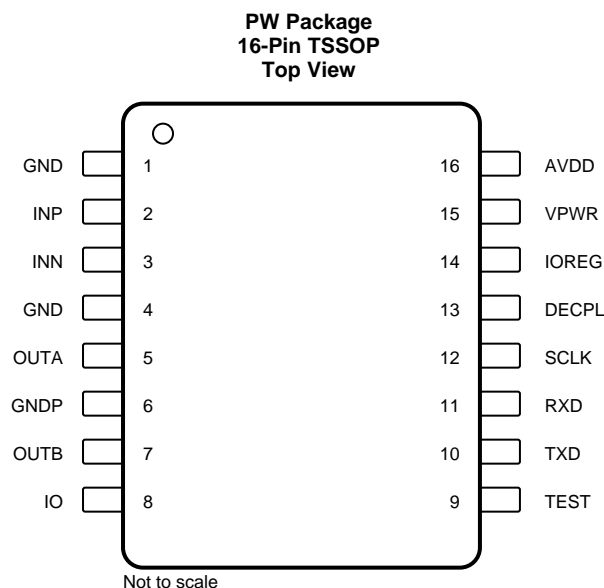 PW Package
16-Pin TSSOP
Top View
GND 1 16 AVDD
INP 2 15 VPWR
INN 3 14 IOREG
GND 4 13 DECPL
OUTA 5 12 SCLK
GNDP 6 11 RXD
OUTB 7 10 TXD
IO 8 9 TEST
Not to scale